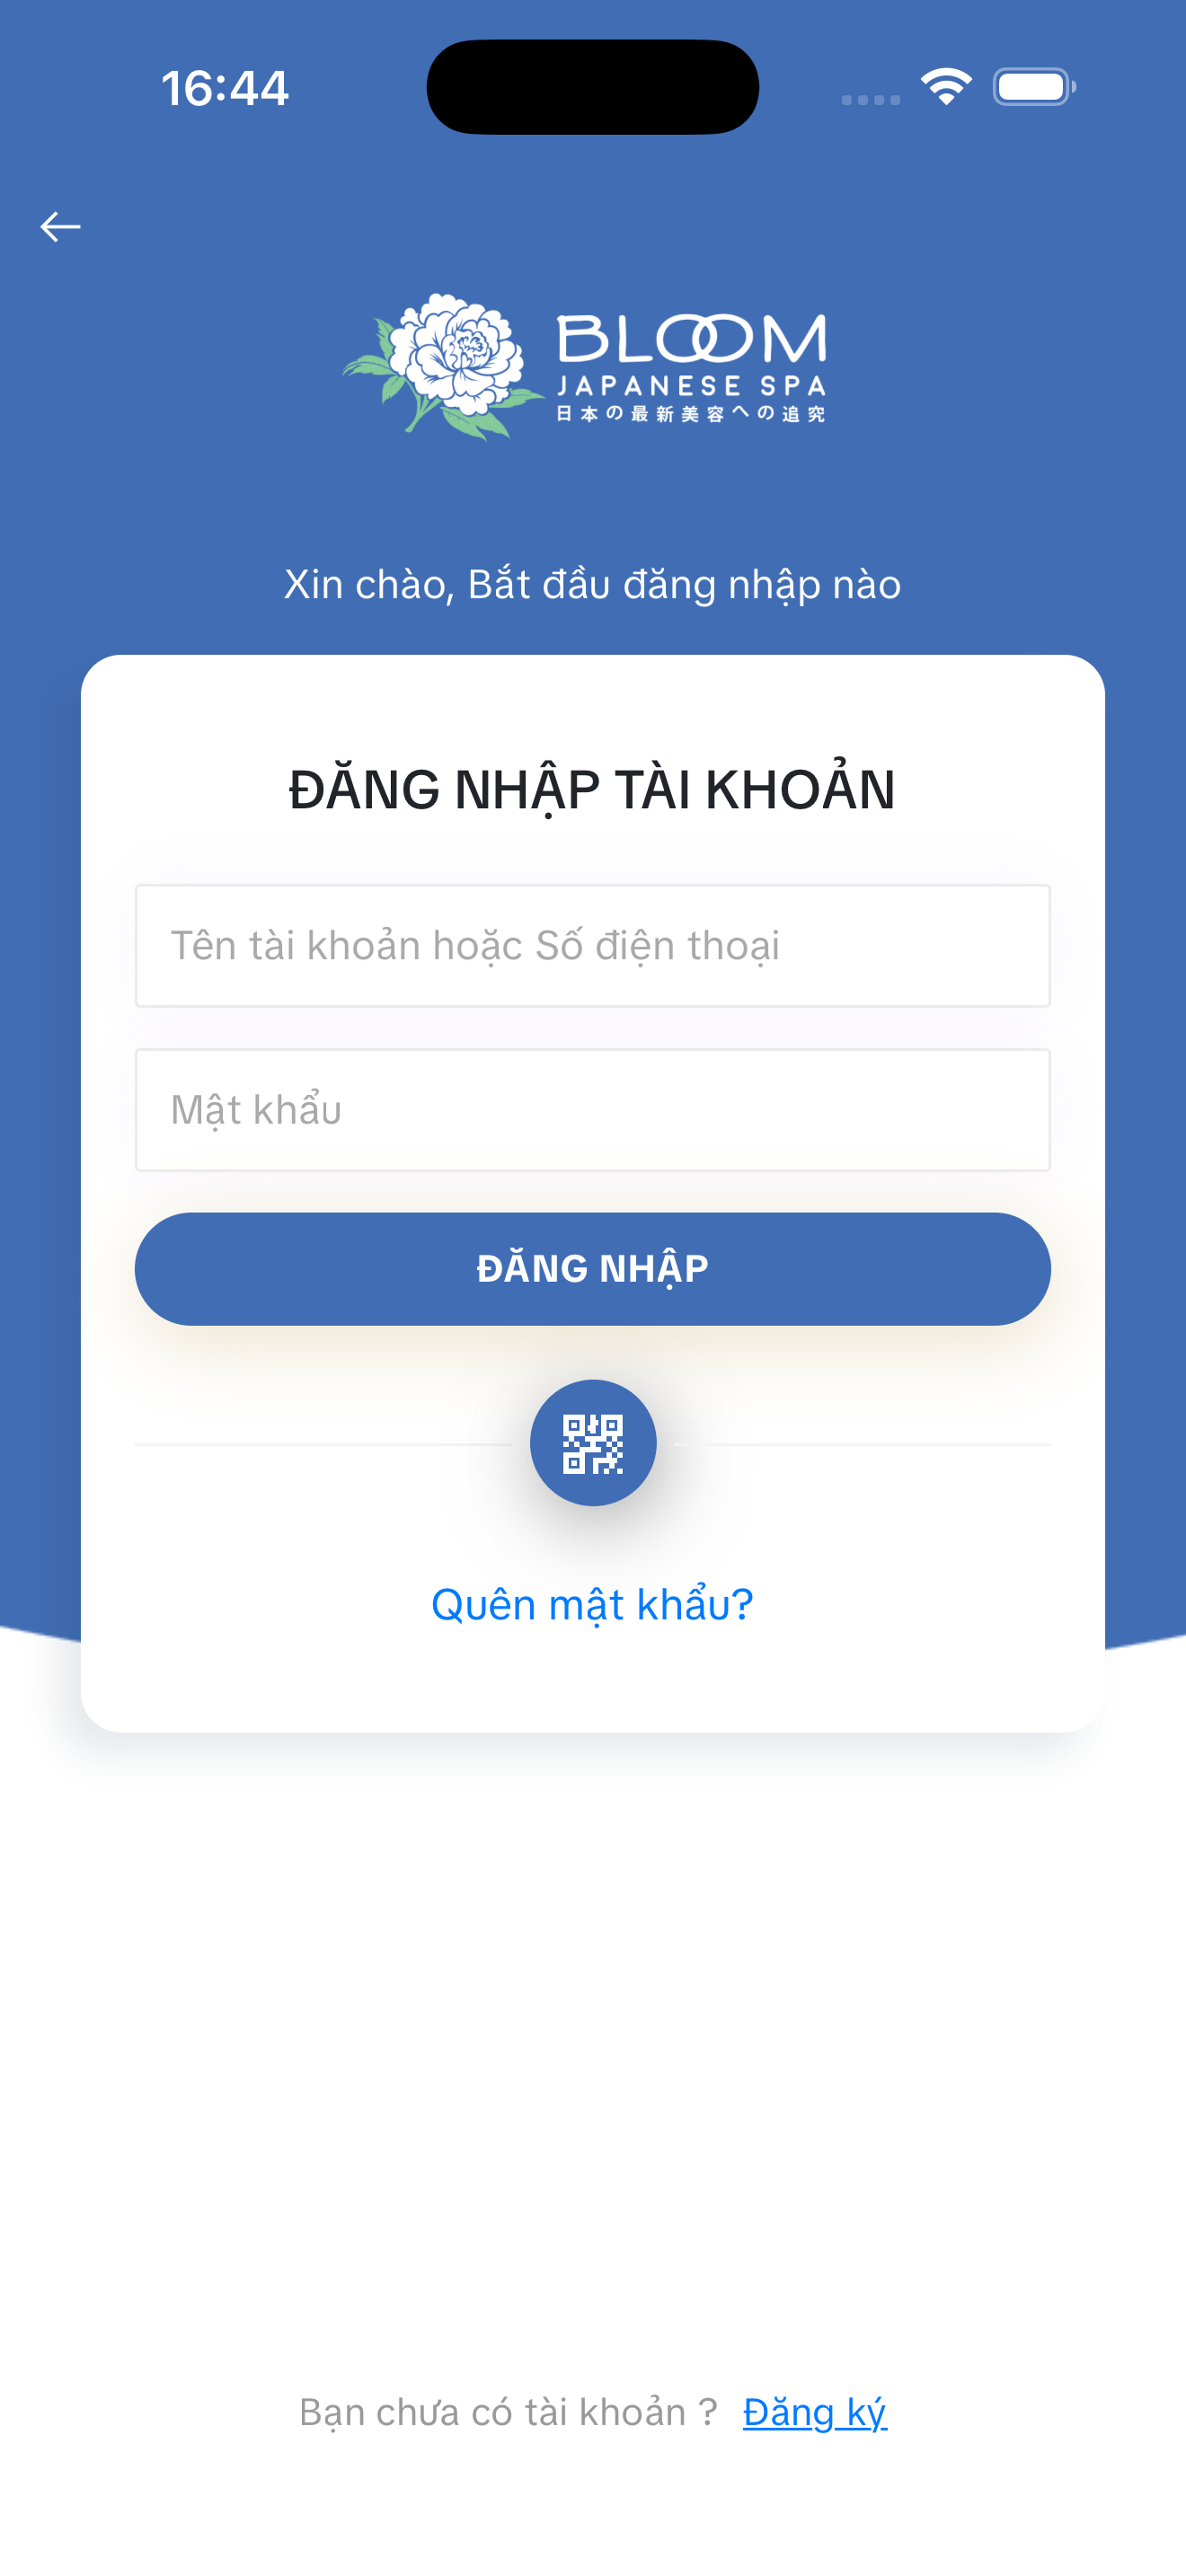 16:44
BLOOM
JAPANESE SPA
日本の最新美容への追究
Xin chào, Bắt đầu đăng nhập nào
ĐĂNG NHẬP TÀI KHOẢN
Tên tài khoản hoặc Số điện thoại
Mật khẩu
ĐĂNG NHẬP
Quên mật khẩu?
Bạn chưa có tài khoản ? Đăng ký